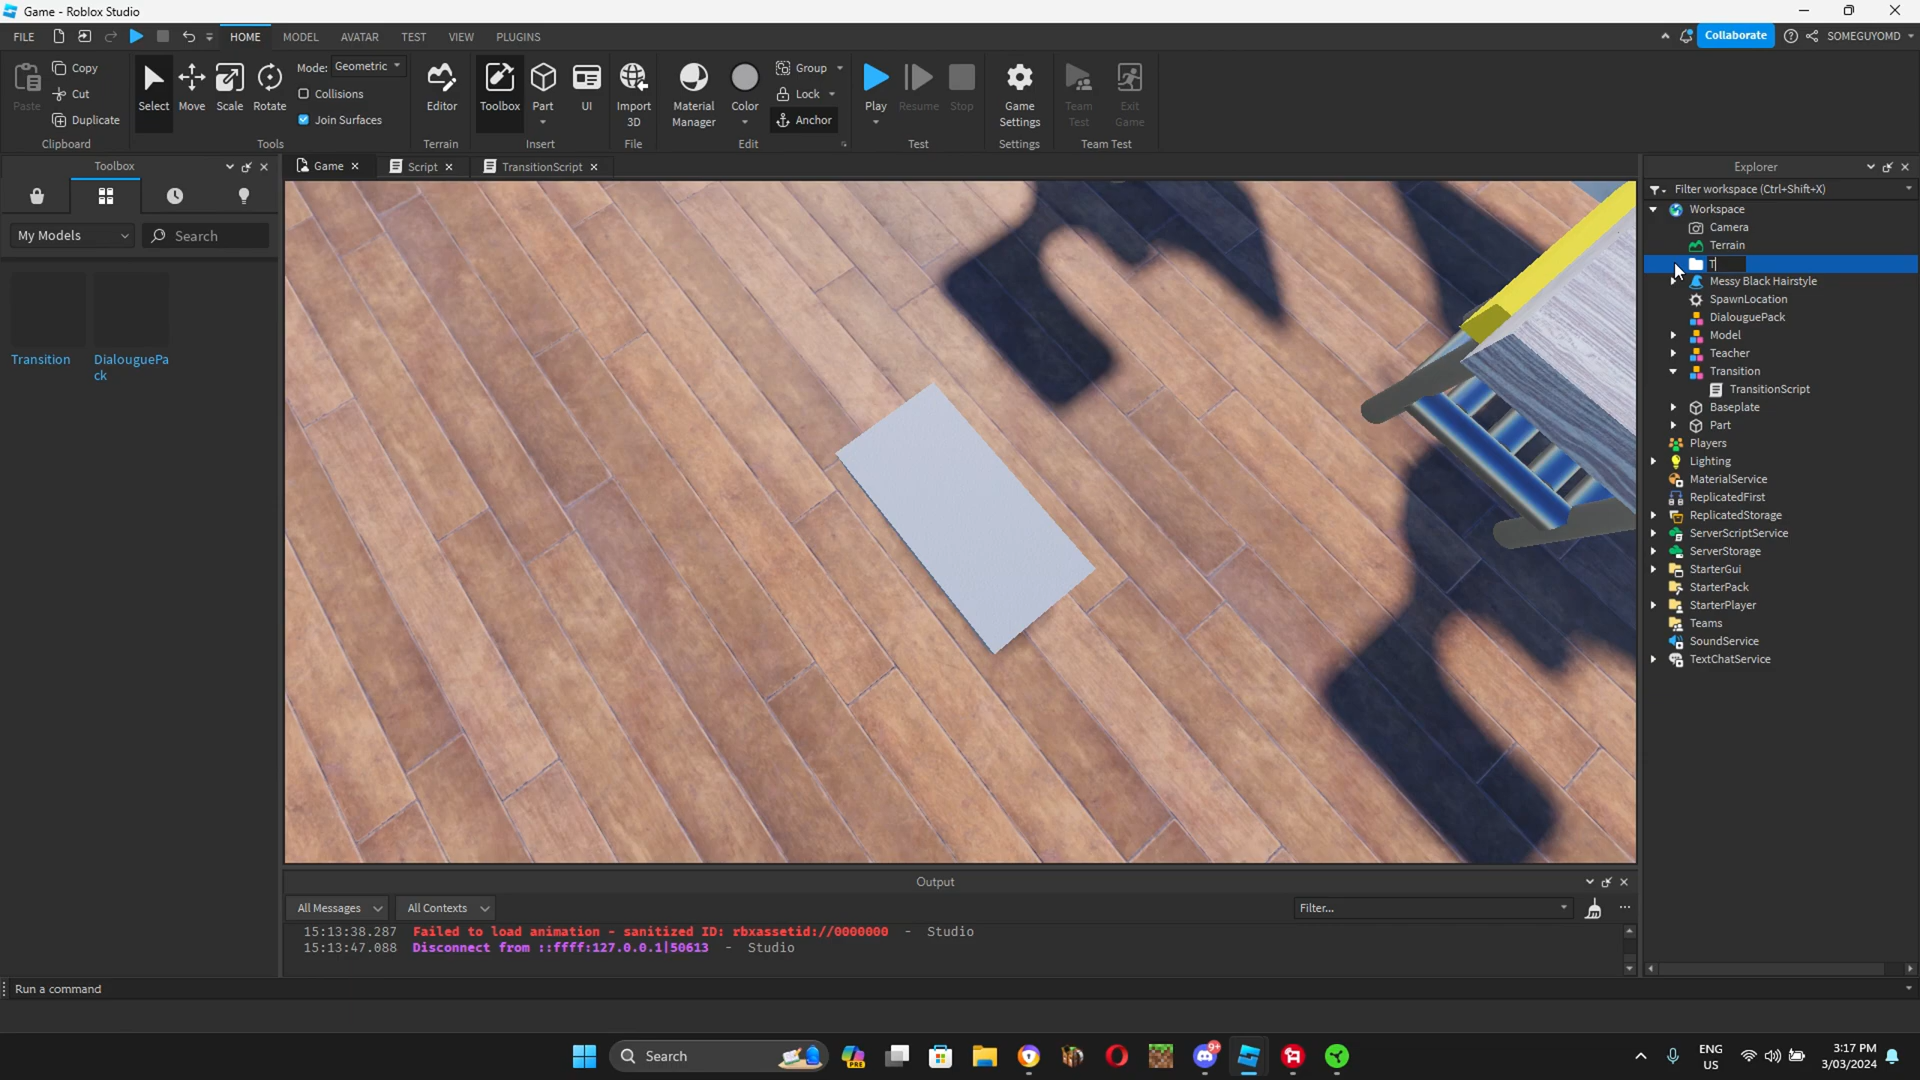 Game - Roblox Studio
FILE HOME MODEL AVATAR TEST VIEW PLUGINS Collaborate SOMEGUYOMD
Paste Copy Cut Duplicate Clipboard
Select Move Scale Rotate Mode: Geometric Collisions Join Surfaces Tools
Editor Terrain
Toolbox Part UI Insert
Import 3D File
Material Manager Color Group Lock Anchor Edit
Play Resume Stop Test
Game Settings Settings
Team Test Exit Game Team Test
Toolbox
My Models Search
Transition DialouguePa
ck
Game Script TransitionScript
Explorer
Filter workspace (Ctrl+Shift+X)
Workspace
Camera
Terrain
T
Messy Black Hairstyle
SpawnLocation
DialouguePack
Model
Teacher
Transition
TransitionScript
Baseplate
Part
Players
Lighting
MaterialService
ReplicatedFirst
ReplicatedStorage
ServerScriptService
ServerStorage
StarterGui
StarterPack
StarterPlayer
Teams
SoundService
TextChatService
Output
All Messages All Contexts Filter...
15:13:38.287 Failed to load animation - sanitized ID: rbxassetid://0000000 - Studio
15:13:47.088 Disconnect from ::ffff:127.0.0.1|50613 - Studio
Run a command
Search PRE 9+ ENG
US 3:17 PM
3/03/2024